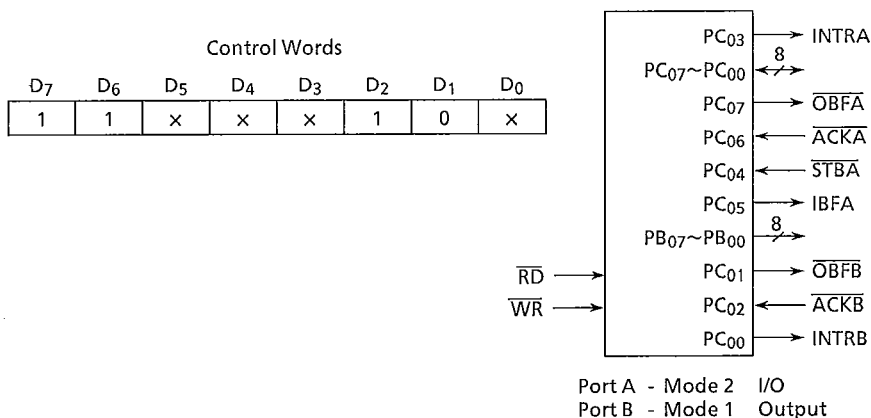 Control Words
D7 D6 D5 D4 D3 D2 D1 D0
1 1 × × × 1 0 ×
RD
WR
PC03 INTRA
PC07~PC00 8
PC07 OBFA
PC06 ACKA
PC04 STBA
PC05 IBFA
PB07~PB00 8
PC01 OBFB
PC02 ACKB
PC00 INTRB
Port A - Mode 2 I/O
Port B - Mode 1 Output